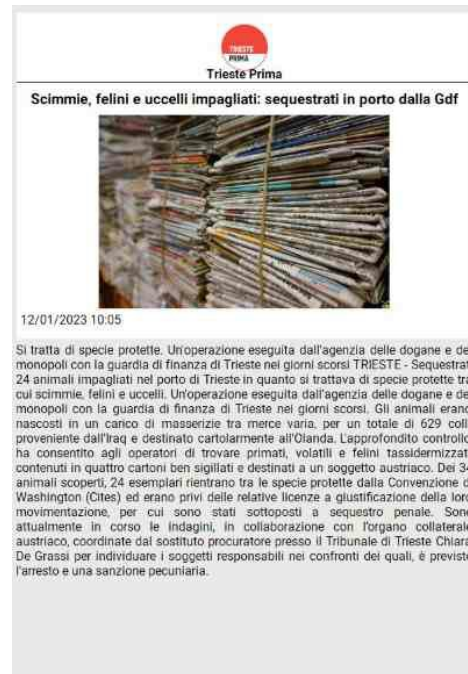 TRIESTE
PRIMA
Trieste Prima
Scimmie, felini e uccelli impagliati: sequestrati in porto dalla Gdf
12/01/2023 10:05
Si tratta di specie protette. Un'operazione eseguita dall'agenzia delle dogane e de
monopoli con la guardia di finanza di Trieste nei giorni scorsi TRIESTE - Sequestrat
24 animali impagliati nel porto di Trieste in quanto si trattava di specie protette tra
cui scimmie, felini e uccelli. Un'operazione eseguita dall'agenzia delle dogane e de
monopoli con la guardia di finanza di Trieste nei giorni scorsi. Gli animali erano
nascosti in un carico di masserizie tra merce varia, per un totale di 629 coll
proveniente dall'Iraq e destinato cartolarmente all'Olanda. L'approfondito controllo
ha consentito agli operatori di trovare primati, volatili e felini tassidermizzat
contenuti in quattro cartoni ben sigillati e destinati a un soggetto austriaco. Dei 34
animali scoperti, 24 esemplari rientrano tra le specie protette dalla Convenzione d
Washington (Cites) ed erano privi delle relative licenze a giustificazione della loro
movimentazione, per cui sono stati sottoposti a sequestro penale. Sono
attualmente in corso le indagini, in collaborazione con l'organo collaterale
austriaco, coordinate dal sostituto procuratore presso il Tribunale di Trieste Chiara
De Grassi per individuare i soggetti responsabili nei confronti dei quali, è previsto
l'arresto e una sanzione pecuniaria.